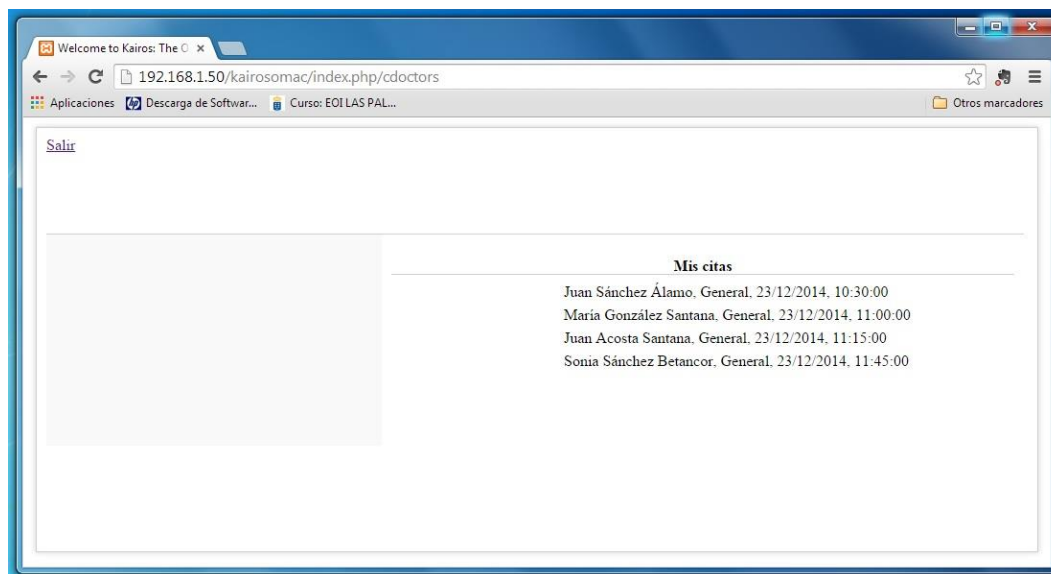 Welcome to Kairos: The O
192.168.1.50/kairosomac/index.php/cdoctors
Aplicaciones
Descarga de Softwar...
Curso: EOI LAS PAL...
Otros marcadores
Salir
Mis citas
Juan Sánchez Álamo, General, 23/12/2014, 10:30:00
María González Santana, General, 23/12/2014, 11:00:00
Juan Acosta Santana, General, 23/12/2014, 11:15:00
Sonia Sánchez Betancor, General, 23/12/2014, 11:45:00